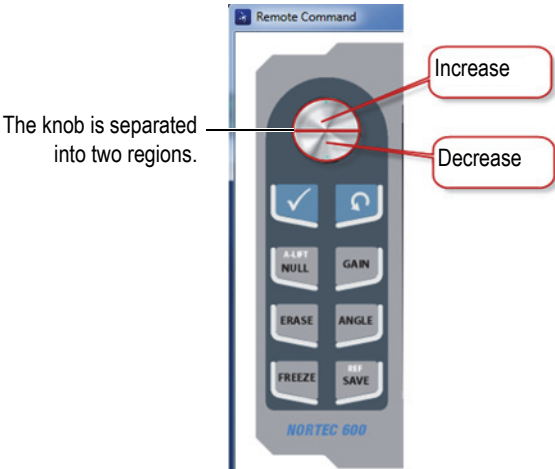 Remote Command
Increase
The knob is separated
into two regions.
Decrease
A-LIFT
NULL
GAIN
ERASE
ANGLE
FREEZE
REF
SAVE
NORTEC 600